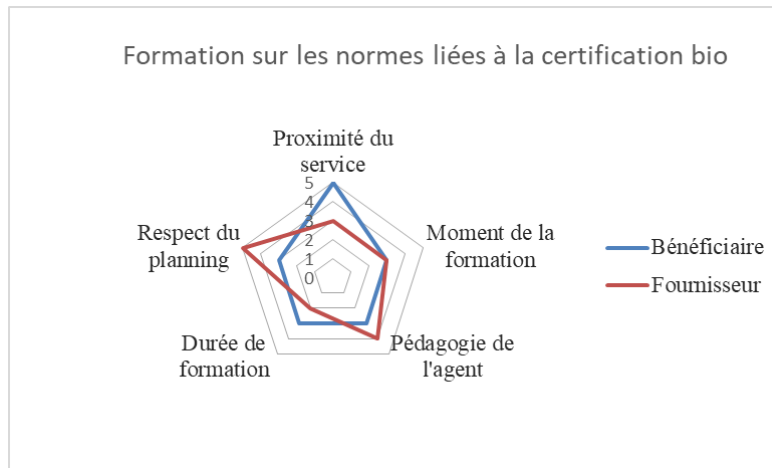 Formation sur les normes liées à la certification bio
Proximité du
service
5
4
3
2
1
0
Respect du
planning
Moment de la
formation
Durée de
formation
Pédagogie de
l'agent
Bénéficiaire
Fournisseur